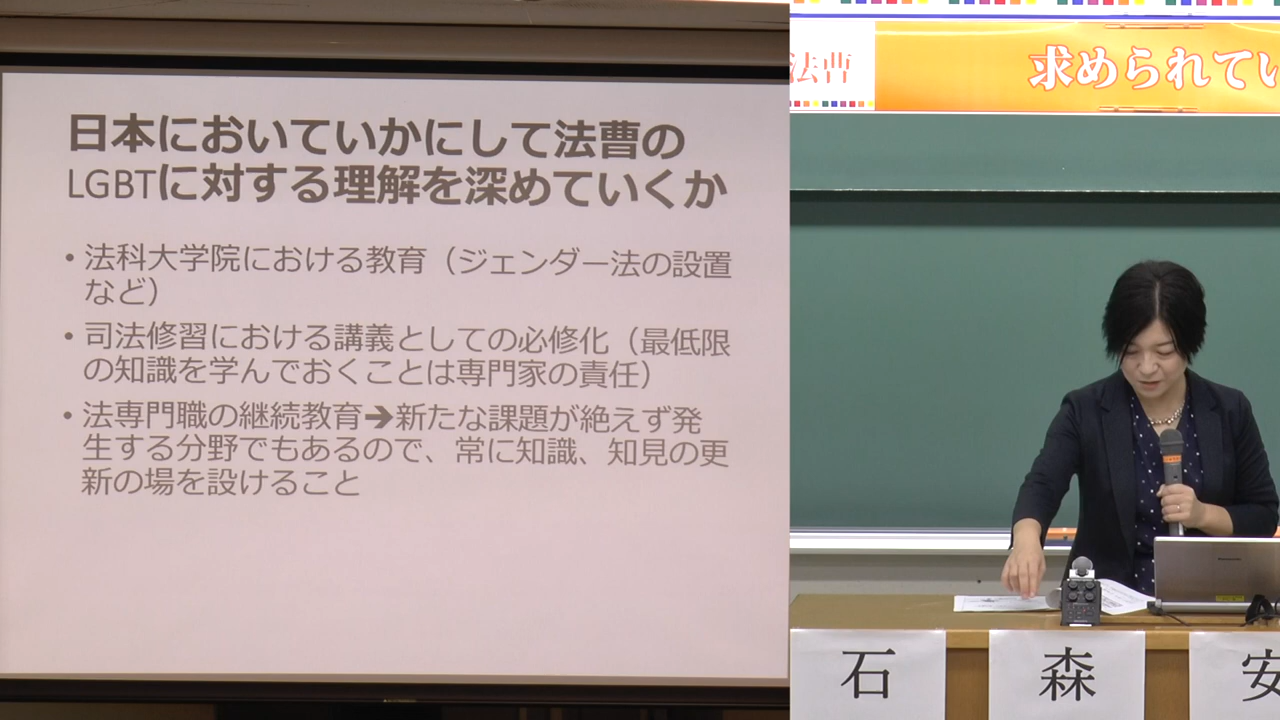 日本においていかにして法曹の
LGBTに対する理解を深めていくか
• 法科大学院における教育（ジェンダー法の設置
など）
• 司法修習における講義としての必修化（最低限
の知識を学んでおくことは専門家の責任）
• 法専門職の継続教育➔新たな課題が絶えず発
生する分野でもあるので、常に知識、知見の更
新の場を設けること
法曹
求められてい
石
森
安